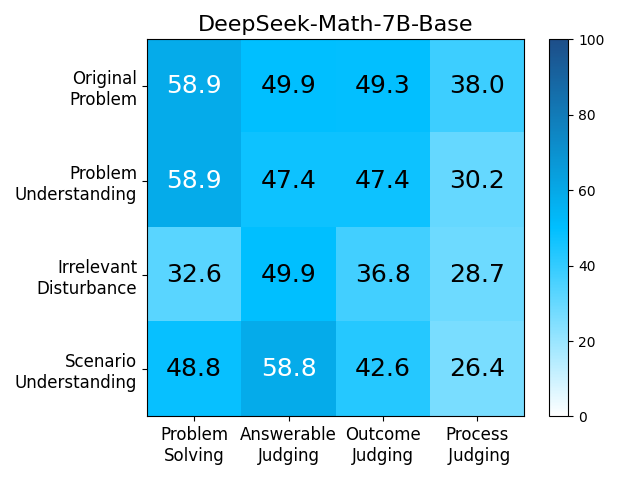 DeepSeek-Math-7B-Base
Original
Problem
58.9 49.9 49.3 38.0
Problem
Understanding
58.9 47.4 47.4 30.2
Irrelevant
Disturbance
32.6 49.9 36.8 28.7
Scenario
Understanding
48.8 58.8 42.6 26.4
Problem
Solving
Answerable
Judging
Outcome
Judging
Process
Judging
100
80
60
40
20
0